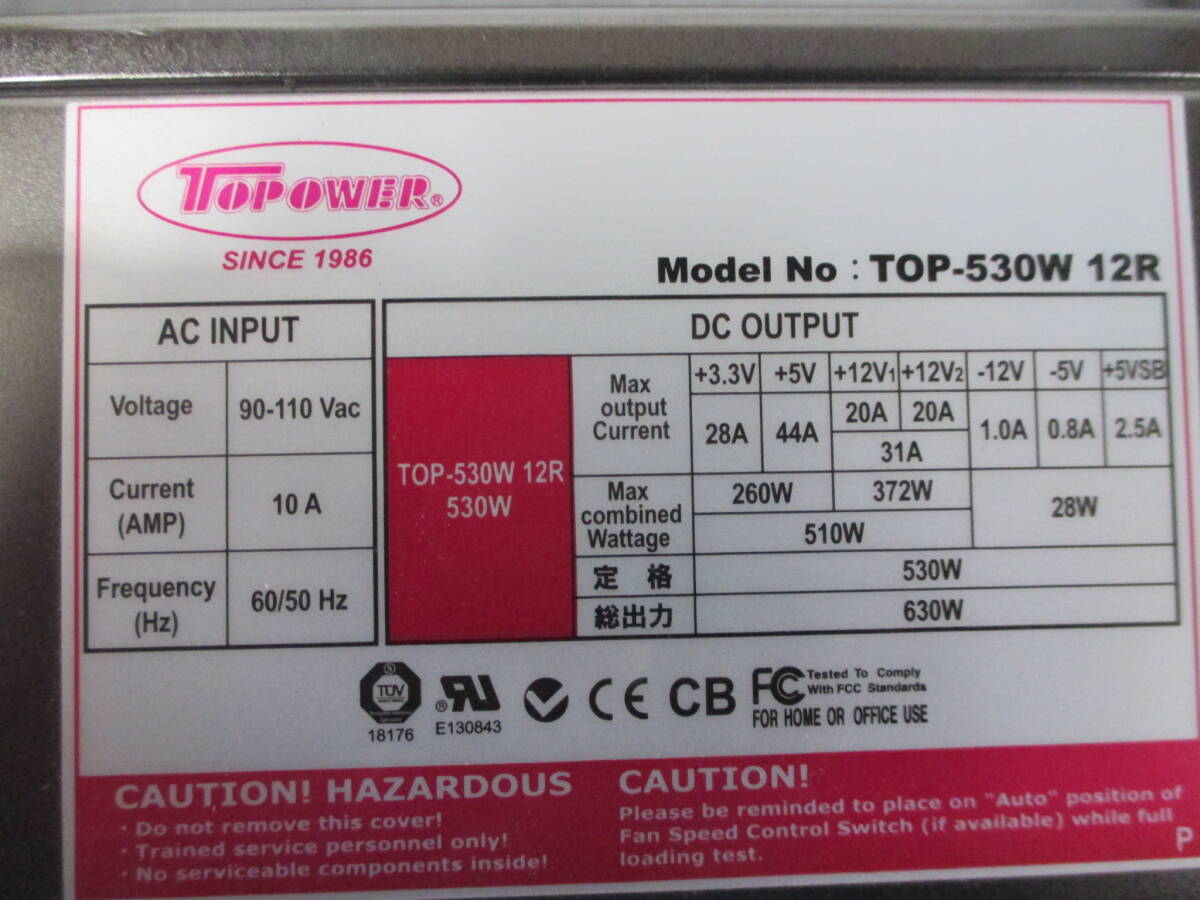 TOPOWER®
SINCE 1986
Model No : TOP-530W 12R
AC INPUT
Voltage 90-110 Vac
Current (AMP) 10 A
Frequency (Hz) 60/50 Hz
DC OUTPUT
TOP-530W 12R
530W
Max output Current
+3.3V +5V +12V1 +12V2 -12V -5V +5VSB
28A 44A 20A 20A 1.0A 0.8A 2.5A
31A
Max combined Wattage
260W 372W 28W
510W
定格 530W
総出力 630W
TÜV
18176
®RU
E130843
CE
CB
FC Tested To Comply
With FCC Standards
FOR HOME OR OFFICE USE
CAUTION! HAZARDOUS
· Do not remove this cover!
· Trained service personnel only!
· No serviceable components inside!
CAUTION!
Please be reminded to place on "Auto" position of
Fan Speed Control Switch (if available) while full
loading test.
P